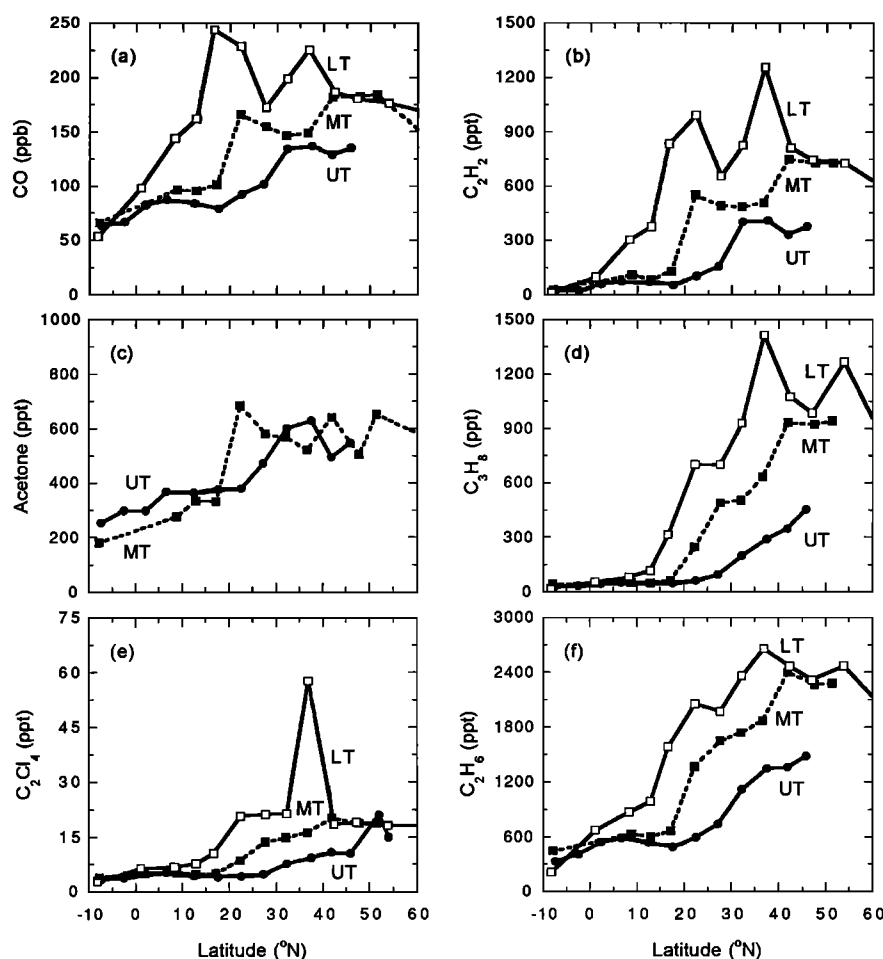 250
200
150
100
50
0
CO (ppb)
(a)
LT
MT
UT
1500
1200
900
600
300
0
C2H2 (ppt)
(b)
LT
MT
UT
1000
800
600
400
200
0
Acetone (ppt)
(c)
UT
MT
1500
1200
900
600
300
0
C3H8 (ppt)
(d)
LT
MT
UT
75
60
45
30
15
0
C2Cl4 (ppt)
(e)
LT
MT
UT
-10 0 10 20 30 40 50 60
Latitude (°N)
3000
2400
1800
1200
600
0
C2H6 (ppt)
(f)
LT
MT
UT
-10 0 10 20 30 40 50 60
Latitude (°N)